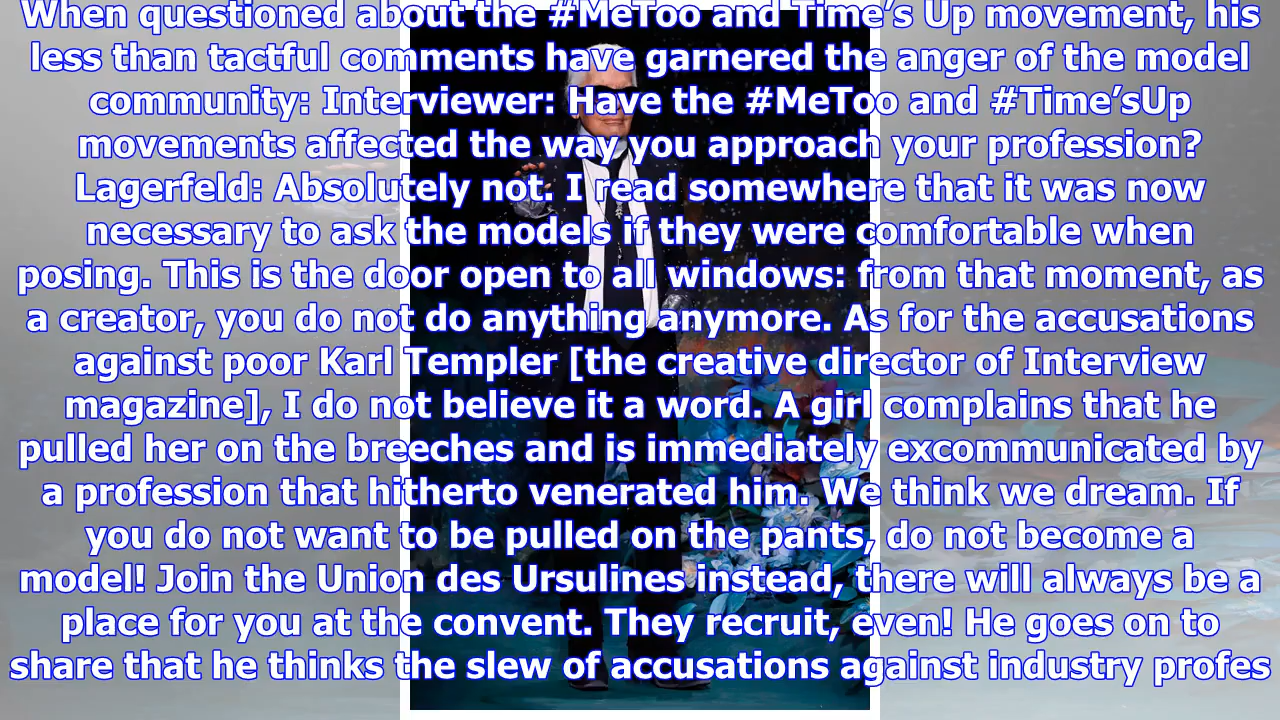 When questioned about the #MeToo and Time’s Up movement, his
less than tactful comments have garnered the anger of the model
community: Interviewer: Have the #MeToo and #Time’sUp
movements affected the way you approach your profession?
Lagerfeld: Absolutely not. I read somewhere that it was now
necessary to ask the models if they were comfortable when
posing. This is the door open to all windows: from that moment, as
a creator, you do not do anything anymore. As for the accusations
against poor Karl Templer [the creative director of Interview
magazine], I do not believe it a word. A girl complains that he
pulled her on the breeches and is immediately excommunicated by
a profession that hitherto venerated him. We think we dream. If
you do not want to be pulled on the pants, do not become a
model! Join the Union des Ursulines instead, there will always be a
place for you at the convent. They recruit, even! He goes on to
share that he thinks the slew of accusations against industry profes